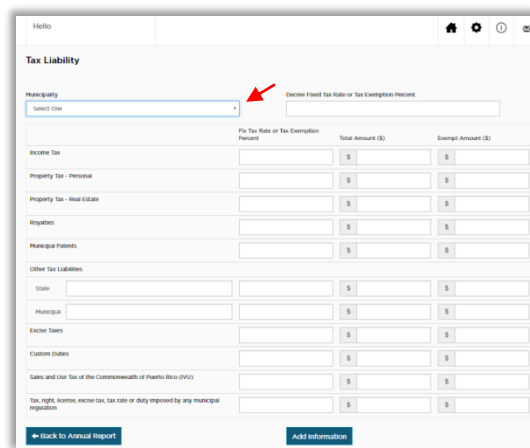 Hello
Tax Liability
Municipality
Decree Fixed Tax Rate or Tax Exemption Percent
Select One
Fix Tax Rate or Tax Exemption
Percent
Total Amount ($)
Exempt Amount ($)
Income Tax
$
$
Property Tax - Personal
$
$
Property Tax - Real Estate
$
$
Royalties
$
$
Municipal Patents
$
$
Other Tax Liabilities
State
$
$
Municipal
$
$
Excise Taxes
$
$
Custom Duties
$
$
Sales and Use Tax of the Commonwealth of Puerto Rico (IVU)
$
$
Tax, right, license, excise tax, tax rate or duty imposed by any municipal
regulation
$
$
Back to Annual Report
Add Information